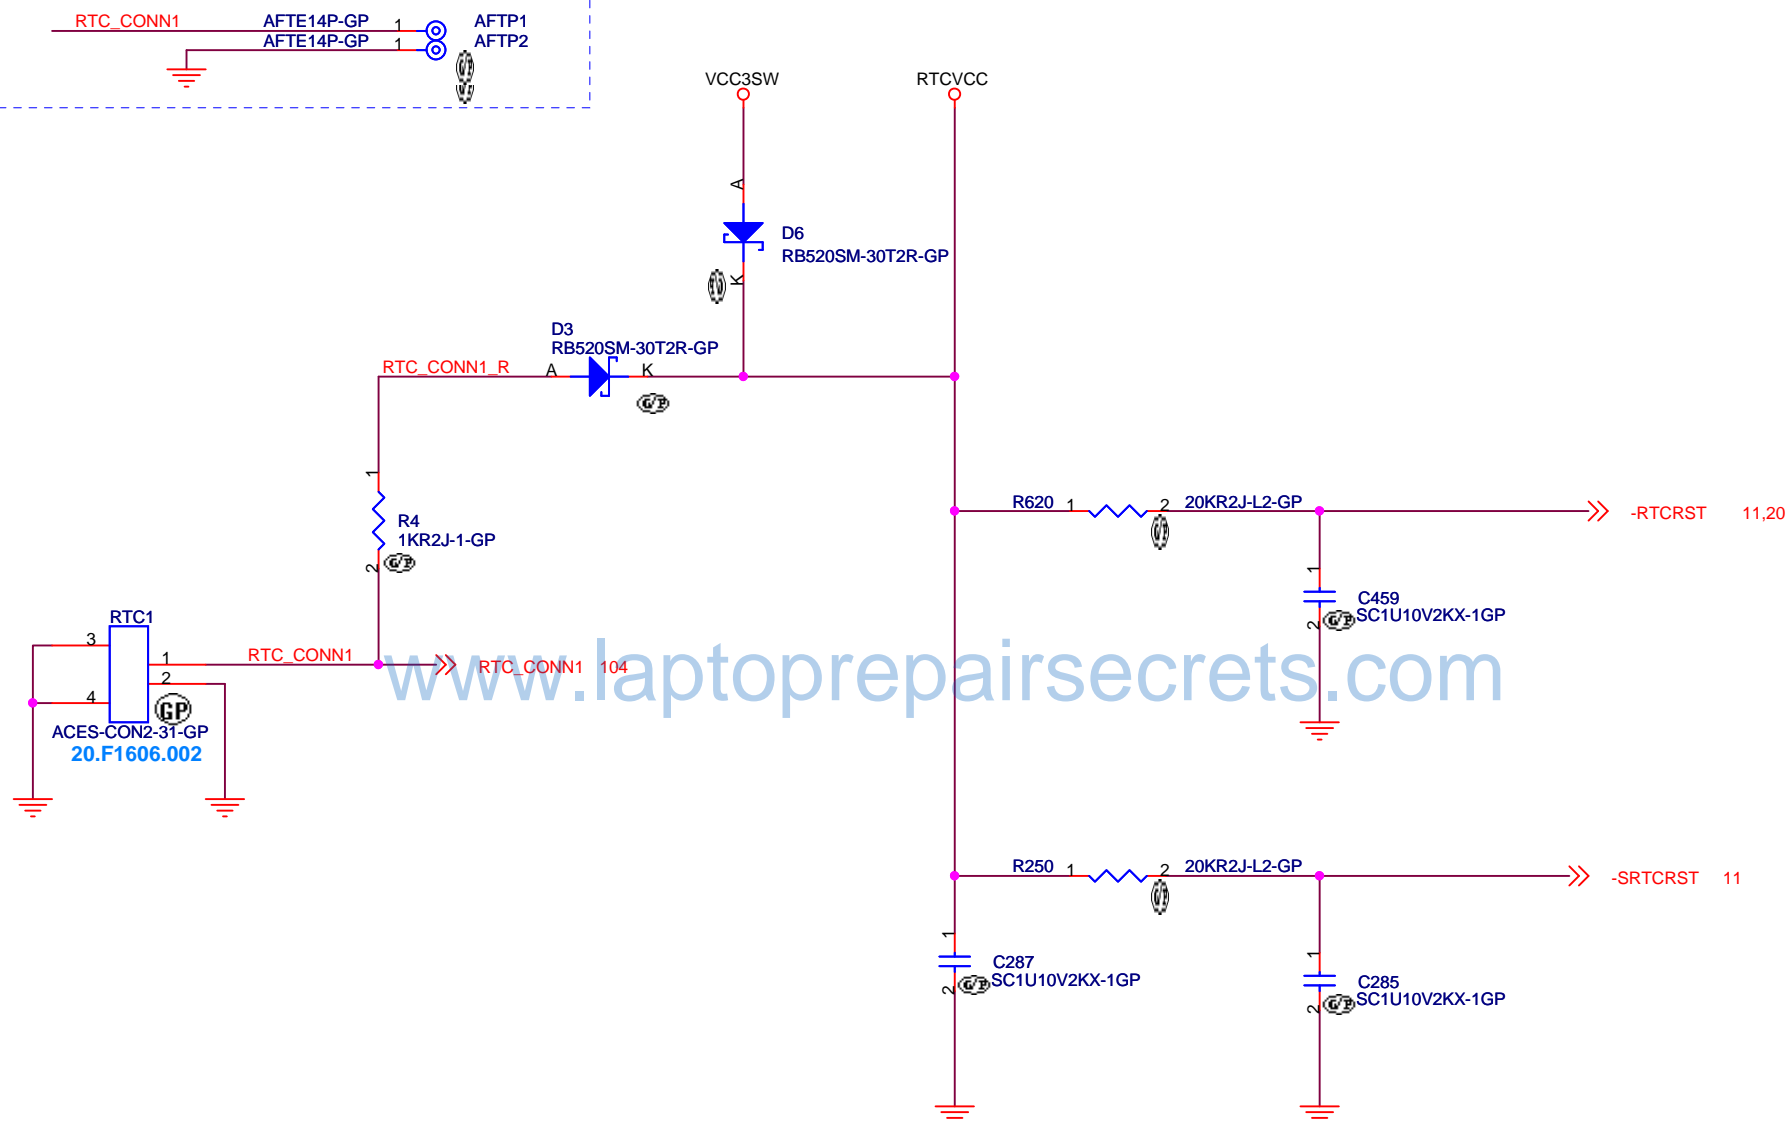 RTC_CONN1 AFTE14P-GP 1 AFTP1
AFTE14P-GP 1 AFTP2
VCC3SW RTCVCC
A
D6
RB520SM-30T2R-GP
K
D3
RB520SM-30T2R-GP
RTC_CONN1_R A K
G/P
1
R4
1KR2J-1-GP
2 G/P
R620 1 2 20KR2J-L2-GP -RTCRST 11,20
1
C459
SC1U10V2KX-1GP
2 G/P
RTC1
3
1 RTC_CONN1 RTC_CONN1 104
2
4
GP
ACES-CON2-31-GP
20.F1606.002
www.laptoprepairsecrets.com
R250 1 2 20KR2J-L2-GP -SRTCRST 11
1
C287
SC1U10V2KX-1GP
2 G/P
1
C285
SC1U10V2KX-1GP
2 G/P